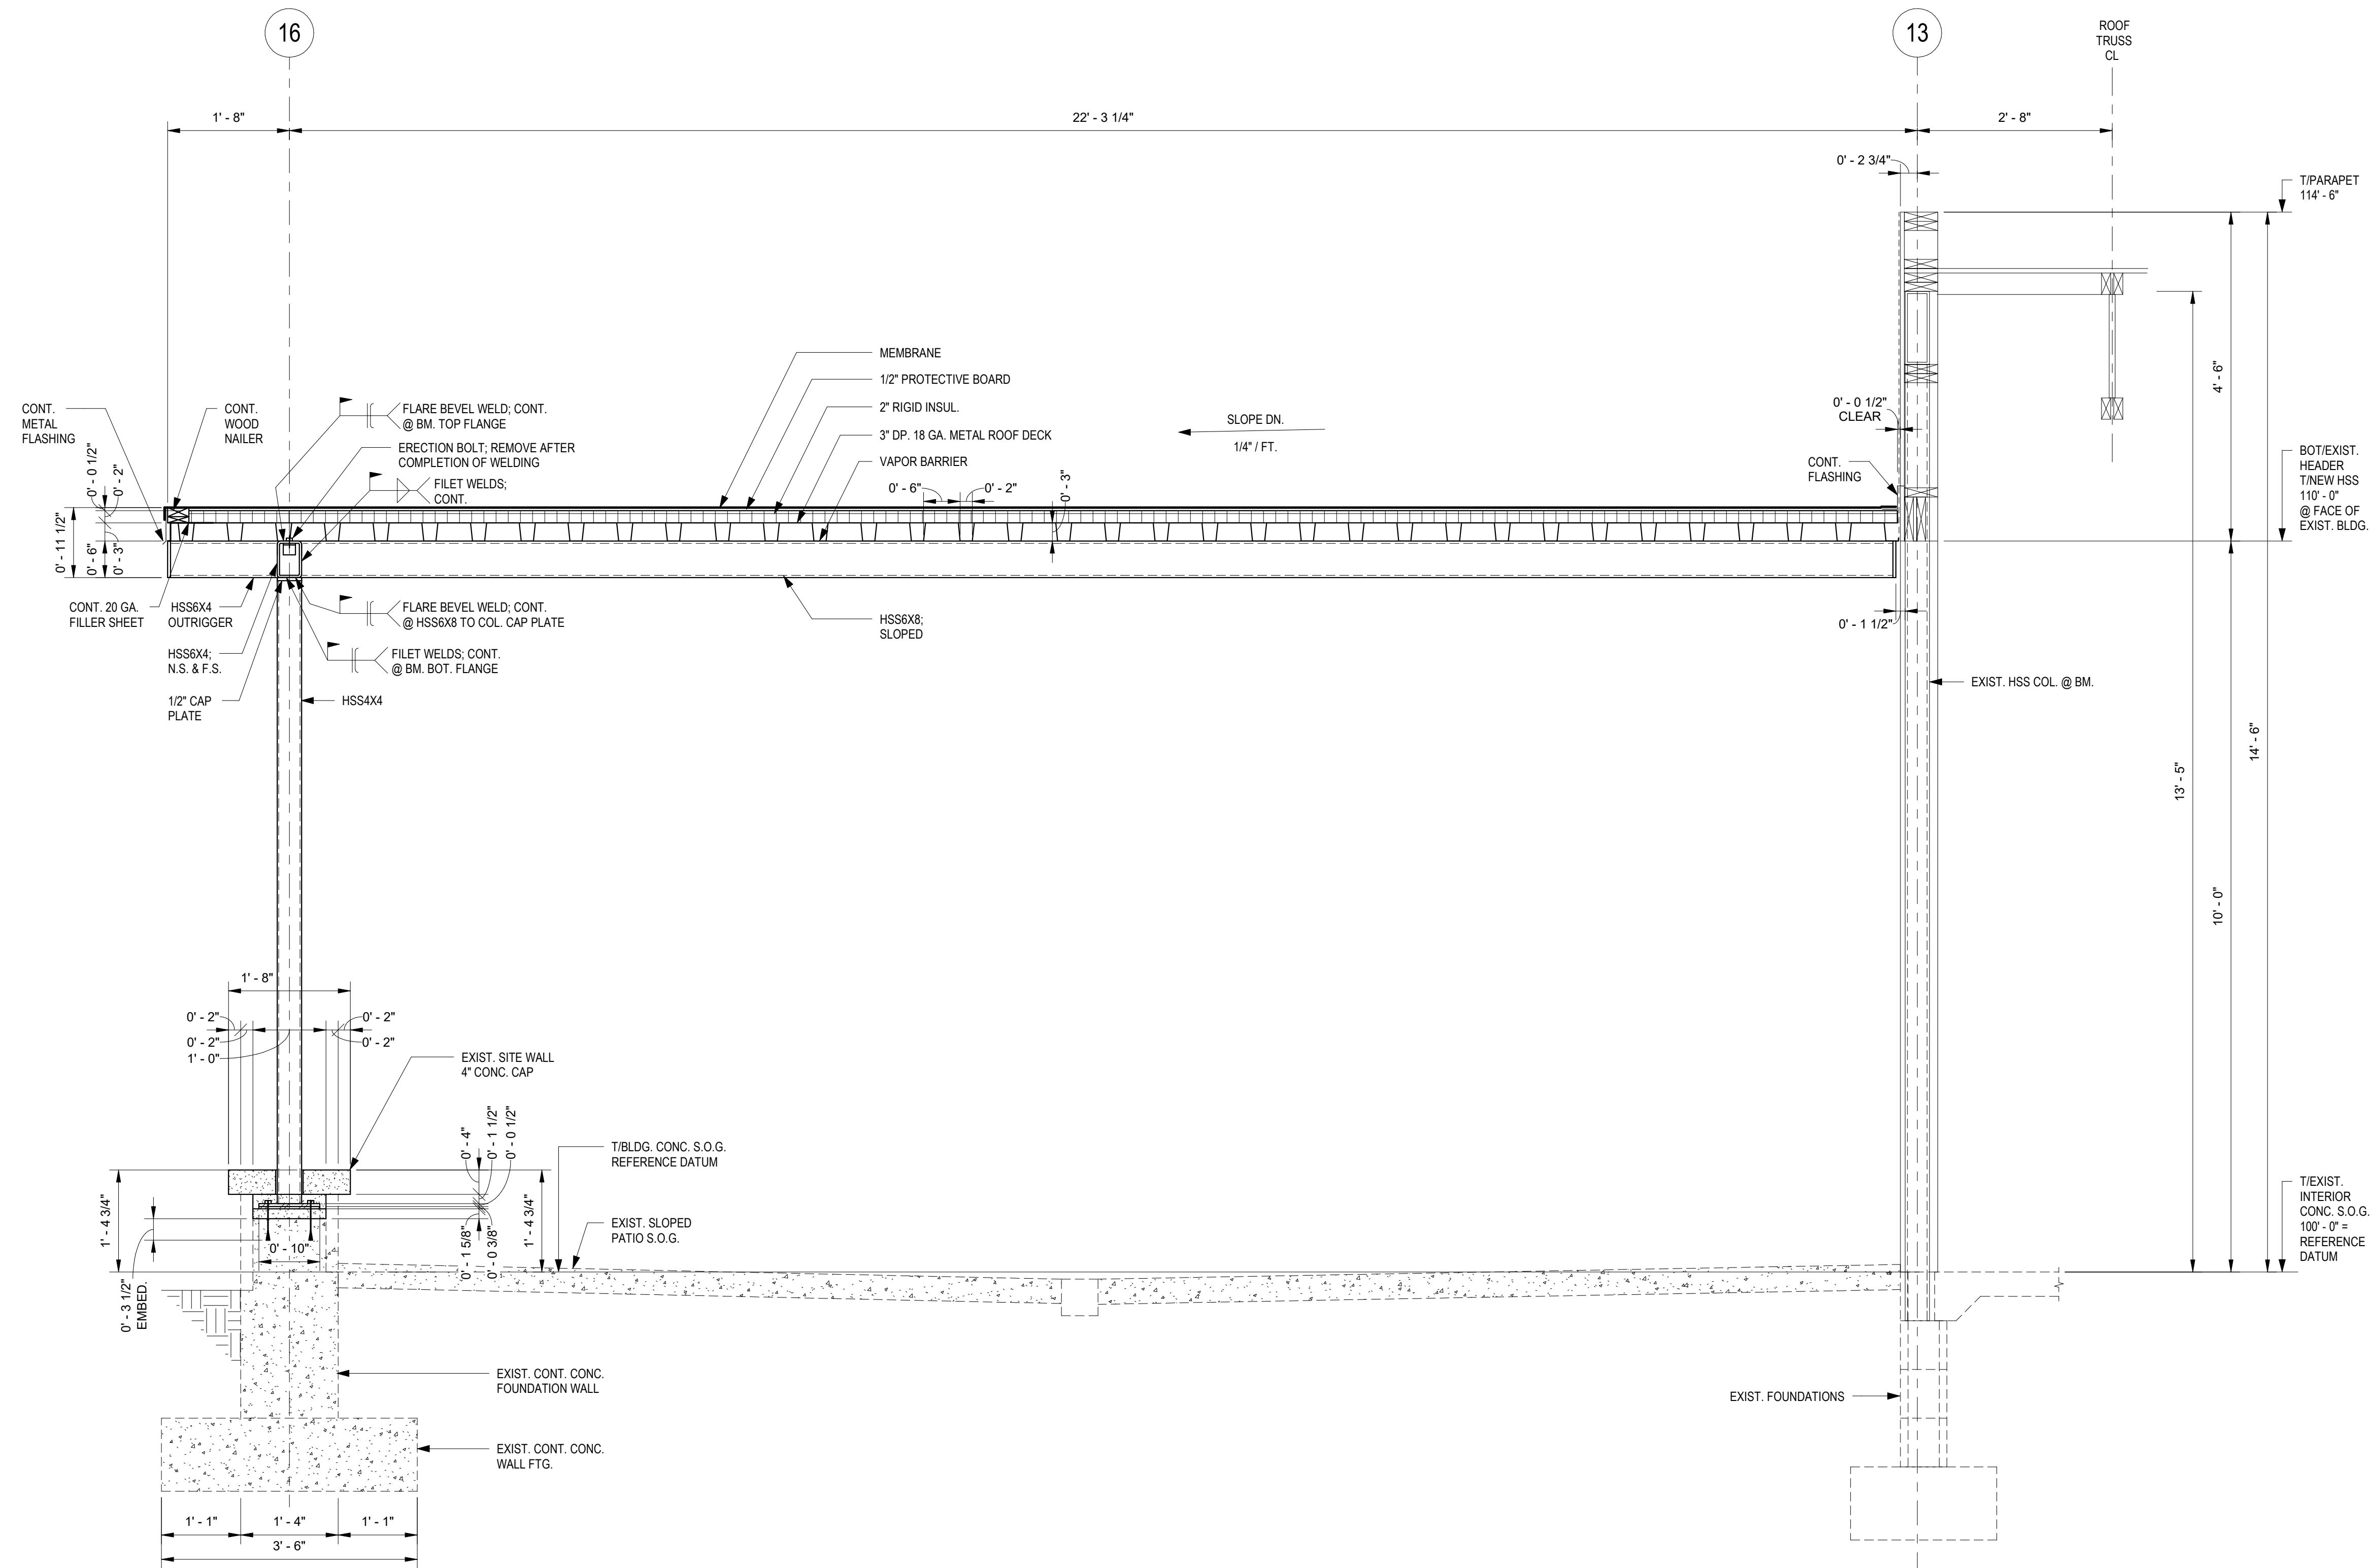 16
13
ROOF
TRUSS
CL
1' - 8"
22' - 3 1/4"
2' - 8"
0' - 2 3/4"
T/PARAPET
114' - 6"
MEMBRANE
1/2" PROTECTIVE BOARD
2" RIGID INSUL.
3" DP. 18 GA. METAL ROOF DECK
VAPOR BARRIER
SLOPE DN.
1/4" / FT.
0' - 0 1/2"
CLEAR
4' - 6"
CONT.
METAL
FLASHING
CONT.
WOOD
NAILER
FLARE BEVEL WELD; CONT.
@ BM. TOP FLANGE
ERECTION BOLT; REMOVE AFTER
COMPLETION OF WELDING
FILET WELDS;
CONT.
CONT.
FLASHING
BOT/EXIST.
HEADER
T/NEW HSS
110' - 0"
@ FACE OF
EXIST. BLDG.
0' - 0 1/2"
0' - 2"
0' - 6"
0' - 2"
0' - 3"
0' - 11 1/2"
0' - 6"
0' - 3"
CONT. 20 GA.
FILLER SHEET
HSS6X4
OUTRIGGER
FLARE BEVEL WELD; CONT.
@ HSS6X8 TO COL. CAP PLATE
HSS6X8;
SLOPED
0' - 1 1/2"
HSS6X4;
N.S. & F.S.
FILET WELDS; CONT.
@ BM. BOT. FLANGE
1/2" CAP
PLATE
HSS4X4
EXIST. HSS COL. @ BM.
13' - 5"
14' - 6"
10' - 0"
1' - 8"
0' - 2"
0' - 2"
0' - 2"
0' - 2"
1' - 0"
EXIST. SITE WALL
4" CONC. CAP
0' - 4"
0' - 1 1/2"
0' - 0 1/2"
T/BLDG. CONC. S.O.G.
REFERENCE DATUM
1' - 4 3/4"
1' - 4 3/4"
0' - 1 5/8"
0' - 0 3/8"
EXIST. SLOPED
PATIO S.O.G.
0' - 10"
0' - 3 1/2"
EMBED.
T/EXIST.
INTERIOR
CONC. S.O.G.
100' - 0" =
REFERENCE
DATUM
EXIST. CONT. CONC.
FOUNDATION WALL
EXIST. FOUNDATIONS
EXIST. CONT. CONC.
WALL FTG.
1' - 1"
1' - 4"
1' - 1"
3' - 6"